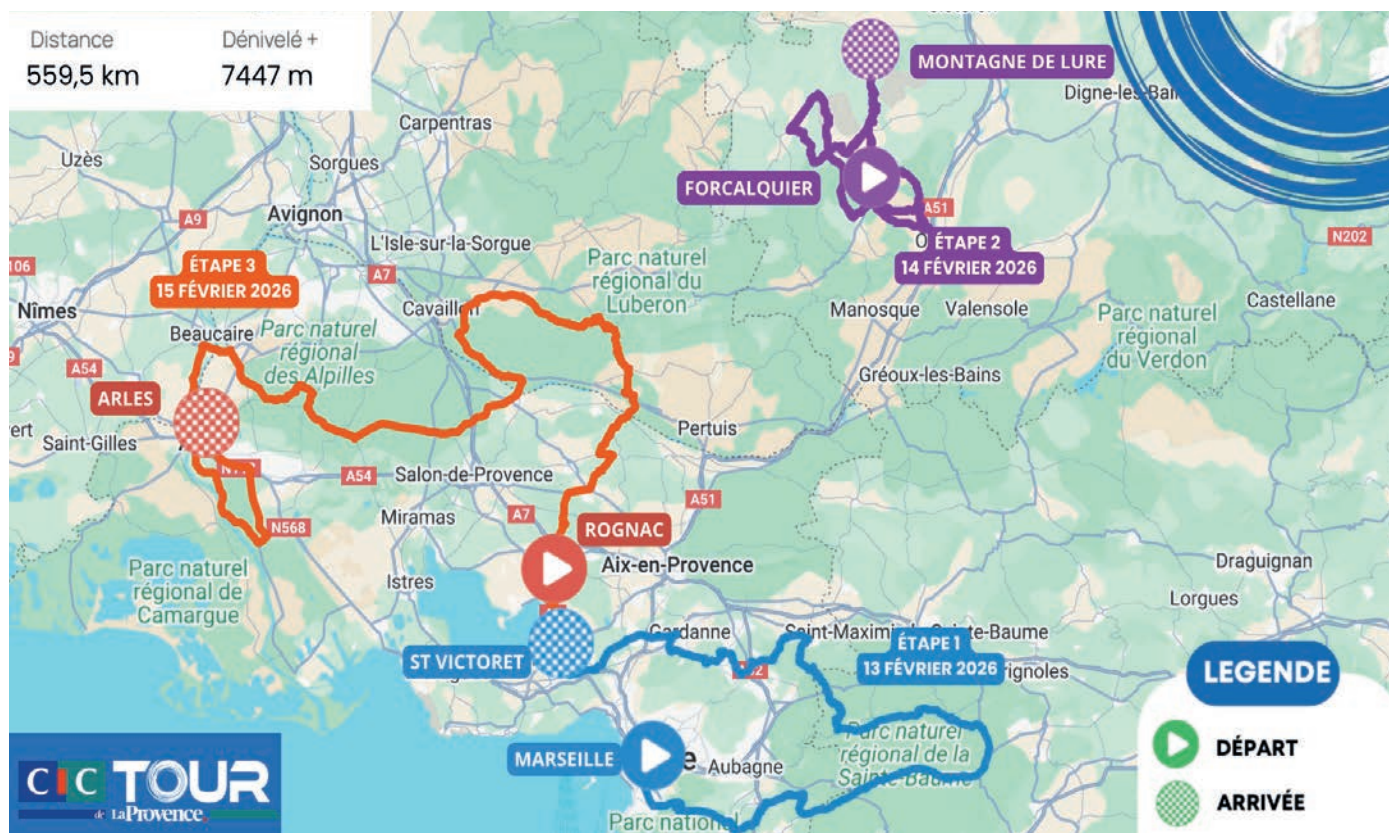 Distance
559,5 km
Dénivelé +
7447 m
MONTAGNE DE LURE
Digne-les-Bain
Carpentras
Uzès
Sorgues
FORCALQUIER
A9
Avignon
A51
L'Isle-sur-la-Sorgue
N202
ÉTAPE 2
14 FÉVRIER 2026
106
ÉTAPE 3
15 FÉVRIER 2026
A7
Parc naturel
régional du
Luberon
Nîmes
Cavaillon
Manosque
Valensole
Castellane
Beaucaire
Parc naturel
régional
des Alpilles
Parc naturel
régional
du Verdon
A54
Gréoux-les-Bains
ARLES
Saint-Gilles
Pertuis
A54
Salon-de-Provence
A51
Miramas
A7
N568
ROGNAC
Parc naturel
régional de
Camargue
Istres
Aix-en-Provence
Draguignan
Lorgues
Gardanne
ÉTAPE 1
13 FÉVRIER 2026
ST VICTORET
LEGENDE
Parc naturel
régional de la
Sainte-Baume
MARSEILLE
Aubagne
DÉPART
ARRIVÉE
Parc national
CIC TOUR
de La Provence